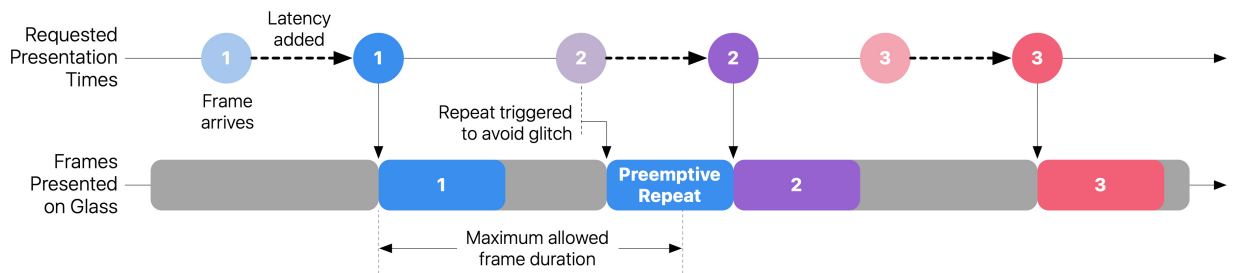 Requested
Presentation
Times
Latency
added
1
1
2
2
3
3
Frame
arrives
Repeat triggered
to avoid glitch
Frames
Presented
on Glass
1
Preemptive
Repeat
2
3
Maximum allowed
frame duration